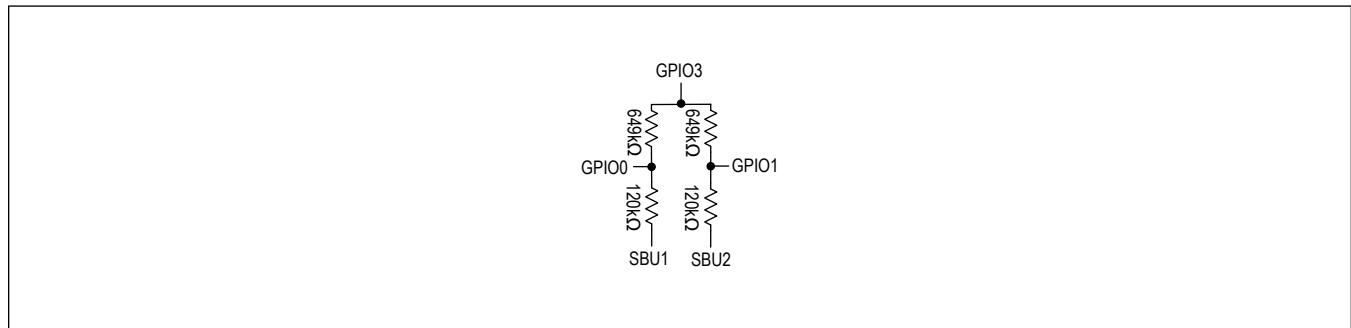 GPIO3
649kΩ 649kΩ
GPIO0 GPIO1
120kΩ 120kΩ
SBU1 SBU2